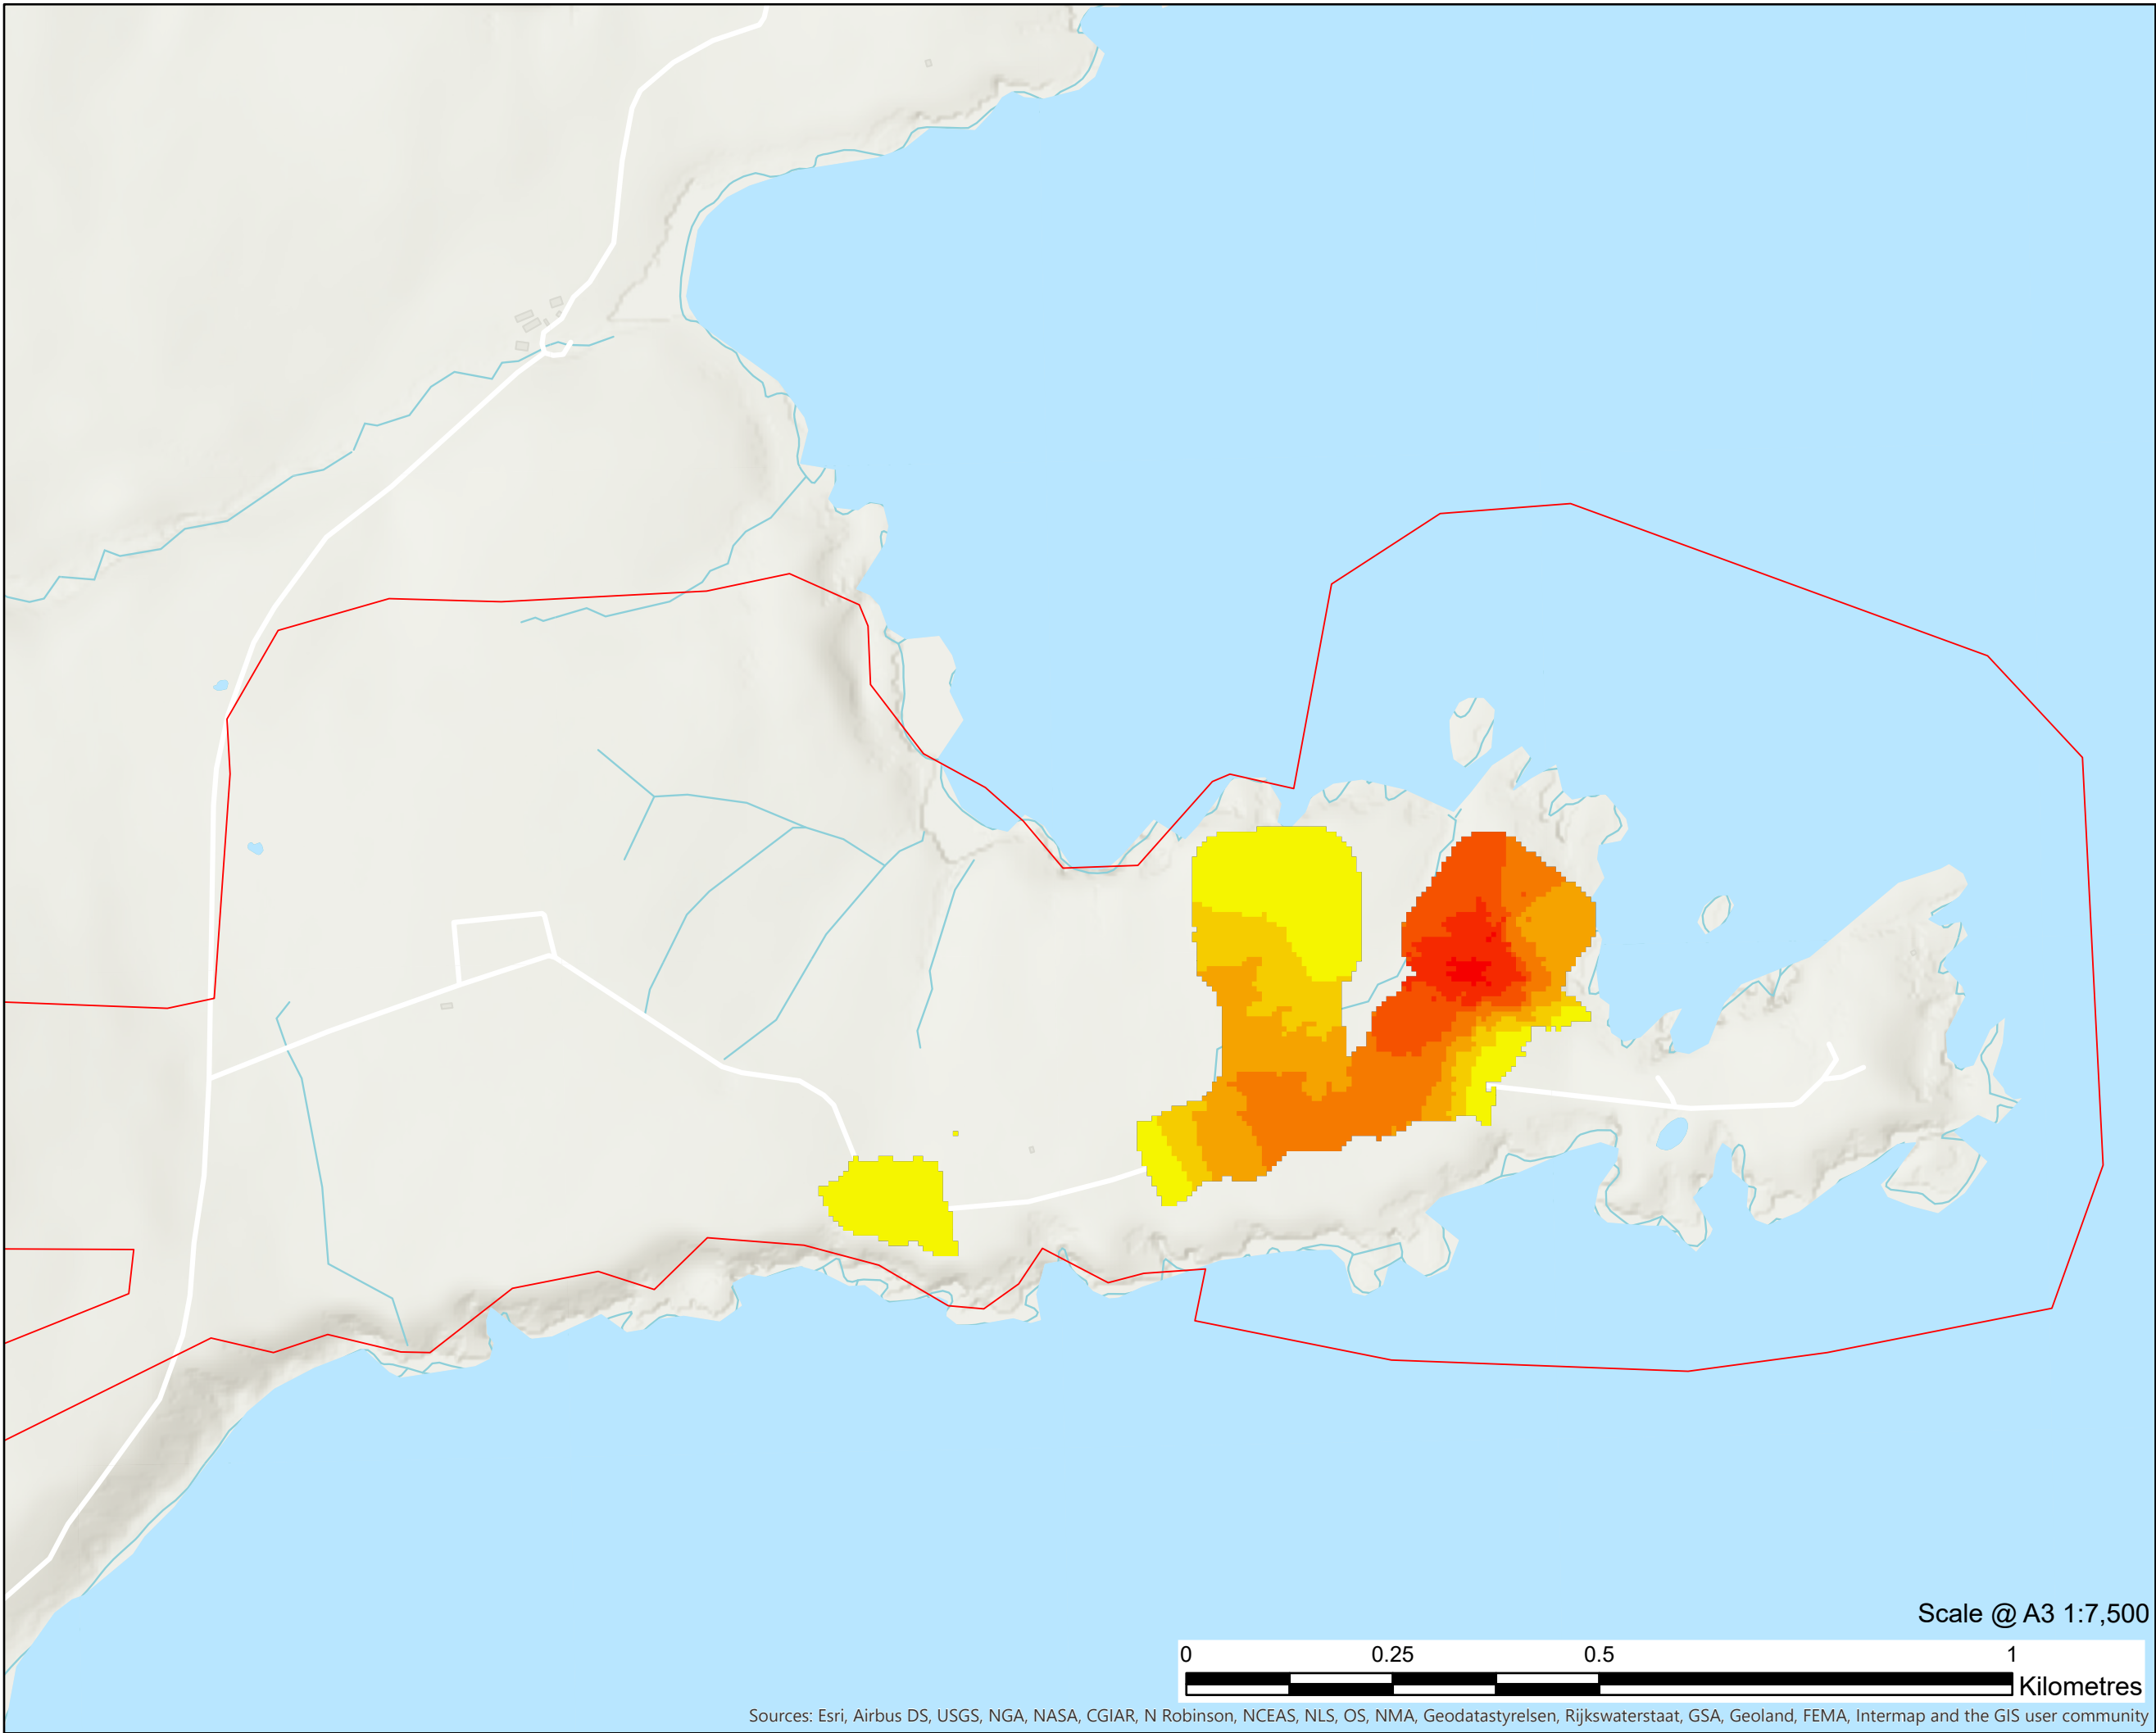 Scale @ A3 1:7,500
0 0.25 0.5 1
Kilometres
Sources: Esri, Airbus DS, USGS, NGA, NASA, CGIAR, N Robinson, NCEAS, NLS, OS, NMA, Geodatastyrelsen, Rijkswaterstaat, GSA, Geoland, FEMA, Intermap and the GIS user community